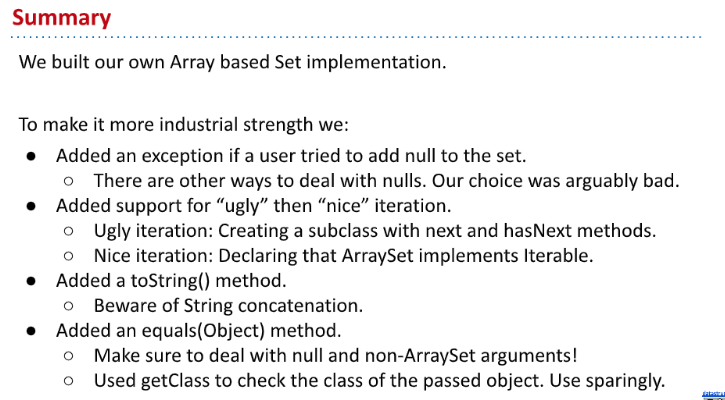 Summary
We built our own Array based Set implementation.
To make it more industrial strength we:
● Added an exception if a user tried to add null to the set.
○ There are other ways to deal with nulls. Our choice was arguably bad.
● Added support for “ugly” then “nice” iteration.
○ Ugly iteration: Creating a subclass with next and hasNext methods.
○ Nice iteration: Declaring that ArraySet implements Iterable.
● Added a toString() method.
○ Beware of String concatenation.
● Added an equals(Object) method.
○ Make sure to deal with null and non-ArraySet arguments!
○ Used getClass to check the class of the passed object. Use sparingly.